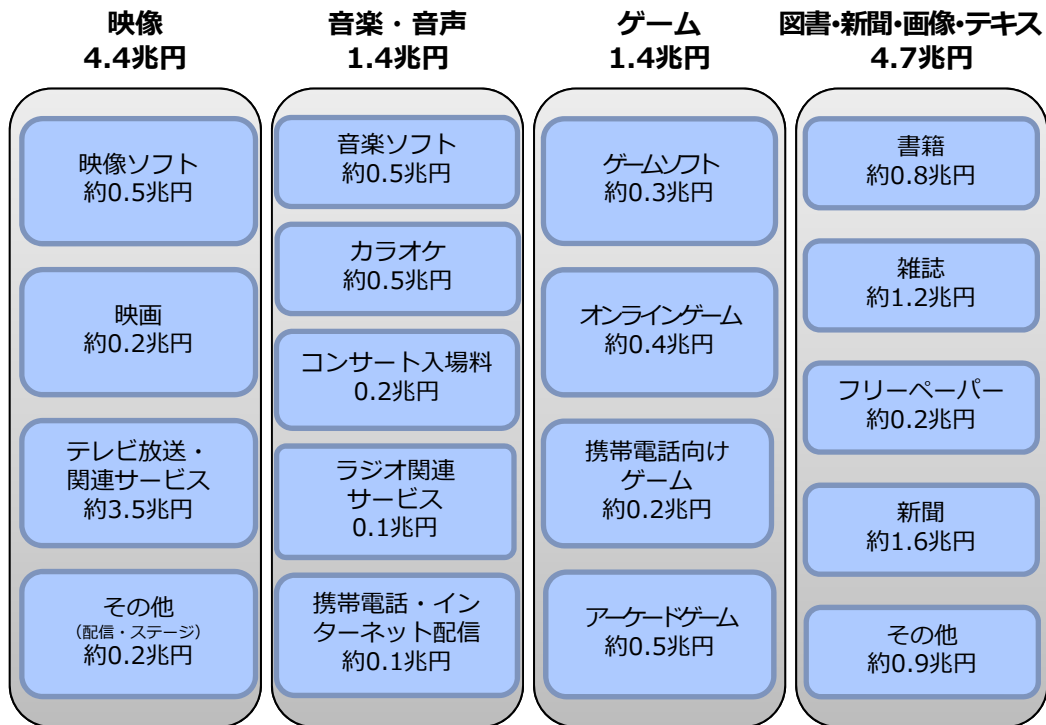 映像
4.4兆円
映像ソフト
約0.5兆円
映画
約0.2兆円
テレビ放送・
関連サービス
約3.5兆円
その他
（配信・ステージ）
約0.2兆円
音楽・音声
1.4兆円
音楽ソフト
約0.5兆円
カラオケ
約0.5兆円
コンサート入場料
0.2兆円
ラジオ関連
サービス
0.1兆円
携帯電話・イン
ターネット配信
約0.1兆円
ゲーム
1.4兆円
ゲームソフト
約0.3兆円
オンラインゲーム
約0.4兆円
携帯電話向け
ゲーム
約0.2兆円
アーケードゲーム
約0.5兆円
図書・新聞・画像・テキスト
4.7兆円
書籍
約0.8兆円
雑誌
約1.2兆円
フリーペーパー
約0.2兆円
新聞
約1.6兆円
その他
約0.9兆円